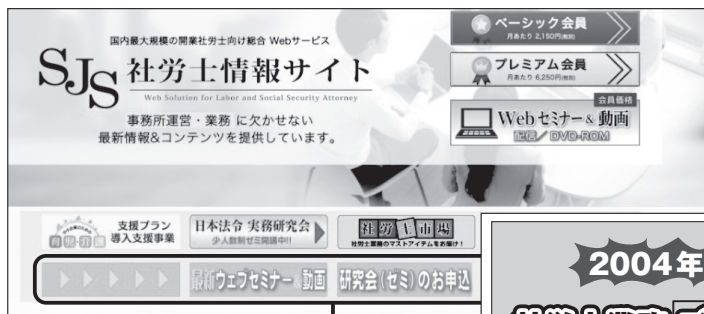 国内最大規模の開業社労士向け総合 Webサービス
SJS 社労士情報サイト
Web Solution for Labor and Social Security Attorney
事務所運営・業務 に欠かせない
最新情報&コンテンツを提供しています。
ベーシック会員
月あたり 2,150円(税別)
プレミアム会員
月あたり 6,250円(税別)
会員価格
Webセミナー&動画
配信／DVD-ROM
支援プラン
導入支援事業
日本法令 実務研究会
少人数制ゼミ開講中!!
社労士市場
社労士業務のマストアイテムをお届け!
最新ウェブセミナー&動画 研究会(ゼミ)のお申込
2004年